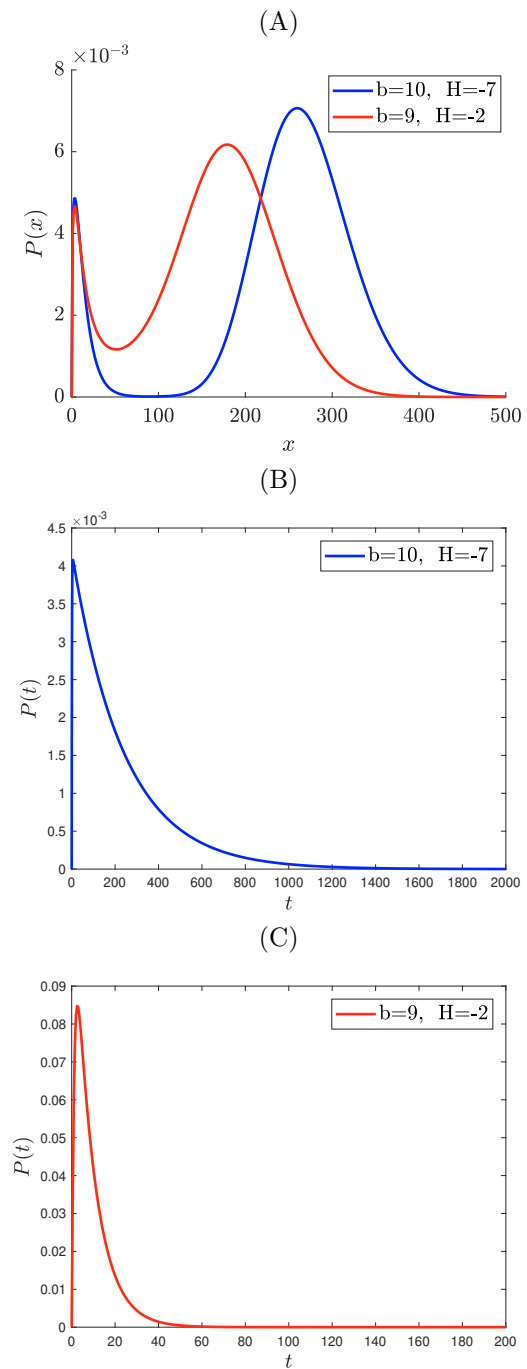 (A)
×10⁻³
8
6
4
2
0
P(x)
b=10, H=-7
b=9, H=-2
0 100 200 300 400 500
x
(B)
×10⁻³
4.5
4
3.5
3
2.5
2
1.5
1
0.5
0
P(t)
b=10, H=-7
0 200 400 600 800 1000 1200 1400 1600 1800 2000
t
(C)
0.09
0.08
0.07
0.06
0.05
0.04
0.03
0.02
0.01
0
P(t)
b=9, H=-2
0 20 40 60 80 100 120 140 160 180 200
t